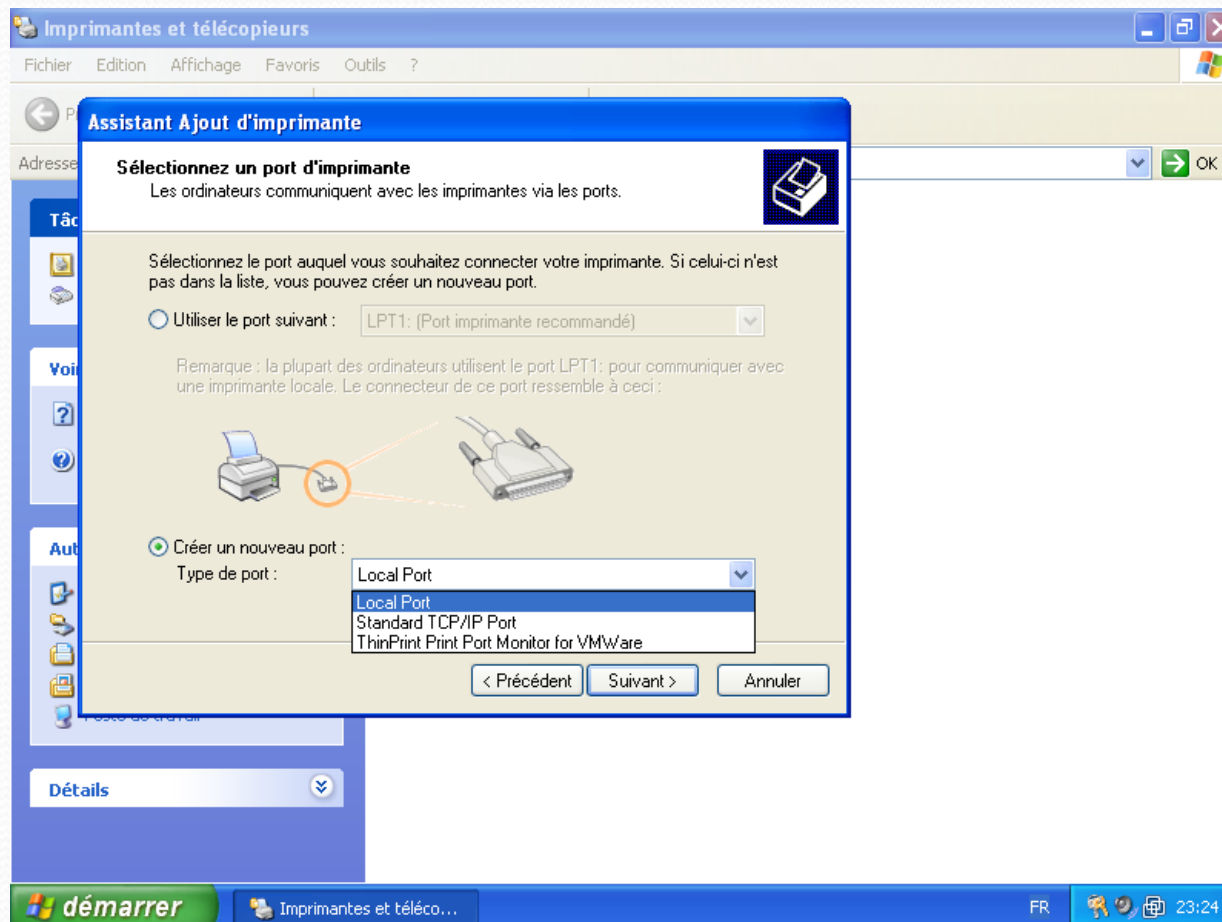 Imprimantes et télécopieurs
Fichier Edition Affichage Favoris Outils ?
Assistant Ajout d'imprimante
Adresse
OK
Sélectionnez un port d'imprimante
Les ordinateurs communiquent avec les imprimantes via les ports.
Sélectionnez le port auquel vous souhaitez connecter votre imprimante. Si celui-ci n'est
pas dans la liste, vous pouvez créer un nouveau port.
Utiliser le port suivant :
LPT1: (Port imprimante recommandé)
Remarque : la plupart des ordinateurs utilisent le port LPT1: pour communiquer avec
une imprimante locale. Le connecteur de ce port ressemble à ceci :
Créer un nouveau port :
Type de port :
Local Port
Local Port
Standard TCP/IP Port
ThinPrint Print Port Monitor for VMWare
< Précédent
Suivant >
Annuler
Détails
démarrer
Imprimantes et téléco...
FR
23:24